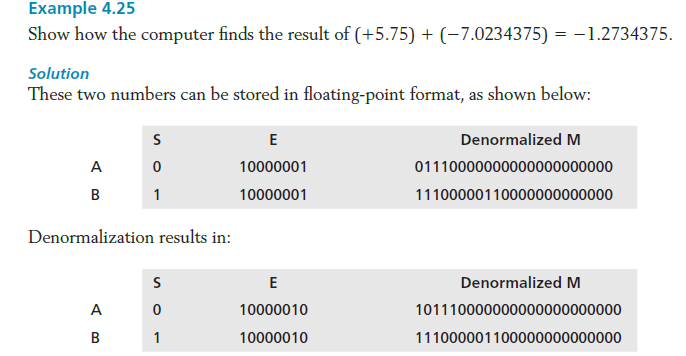 Example 4.25
Show how the computer finds the result of (+5.75) + (−7.0234375) = −1.2734375.
Solution
These two numbers can be stored in floating-point format, as shown below:
S E Denormalized M
A 0 10000001 01110000000000000000000
B 1 10000001 11100000110000000000000
Denormalization results in:
S E Denormalized M
A 0 10000010 101110000000000000000000
B 1 10000010 111000001100000000000000